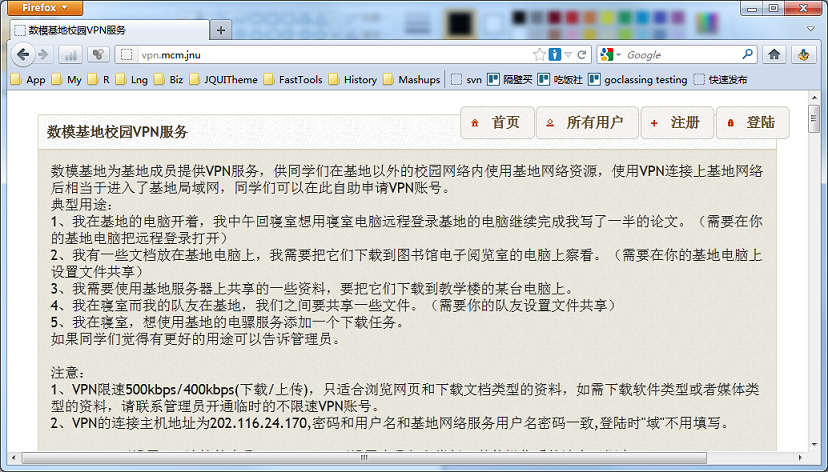 Firefox
数模基地校园VPN服务
vpn.mcm.jnu
Google
App My R Lng Biz JQUITheme FastTools History Mashups svn 隔壁买 吃饭社 goclassing testing 快速发布
首页 所有用户 注册 登陆
数模基地校园VPN服务
数模基地为基地成员提供VPN服务，供同学们在基地以外的校园网络内使用基地网络资源，使用VPN连接上基地网络
后相当于进入了基地局域网，同学们可以在此自助申请VPN账号。
典型用途：
1、我在基地的电脑开着，我中午回寝室想用寝室电脑远程登录基地的电脑继续完成我写了一半的论文。（需要在你
的基地电脑把远程登录打开）
2、我有一些文档放在基地电脑上，我需要把它们下载到图书馆电子阅览室的电脑上察看。（需要在你的基地电脑上
设置文件共享）
3、我需要使用基地服务器上共享的一些资料，要把它们下载到教学楼的某台电脑上。
4、我在寝室而我的队友在基地，我们之间要共享一些文件。（需要你的队友设置文件共享）
5、我在寝室，想使用基地的电骡服务添加一个下载任务。
如果同学们觉得有更好的用途可以告诉管理员。
注意：
1、VPN限速500kbps/400kbps(下载/上传)，只适合浏览网页和下载文档类型的资料，如需下载软件类型或者媒体类
型的资料，请联系管理员开通临时的不限速VPN账号。
2、VPN的连接主机地址为202.116.24.170,密码和用户名和基地网络服务用户名密码一致,登陆时"域"不用填写。